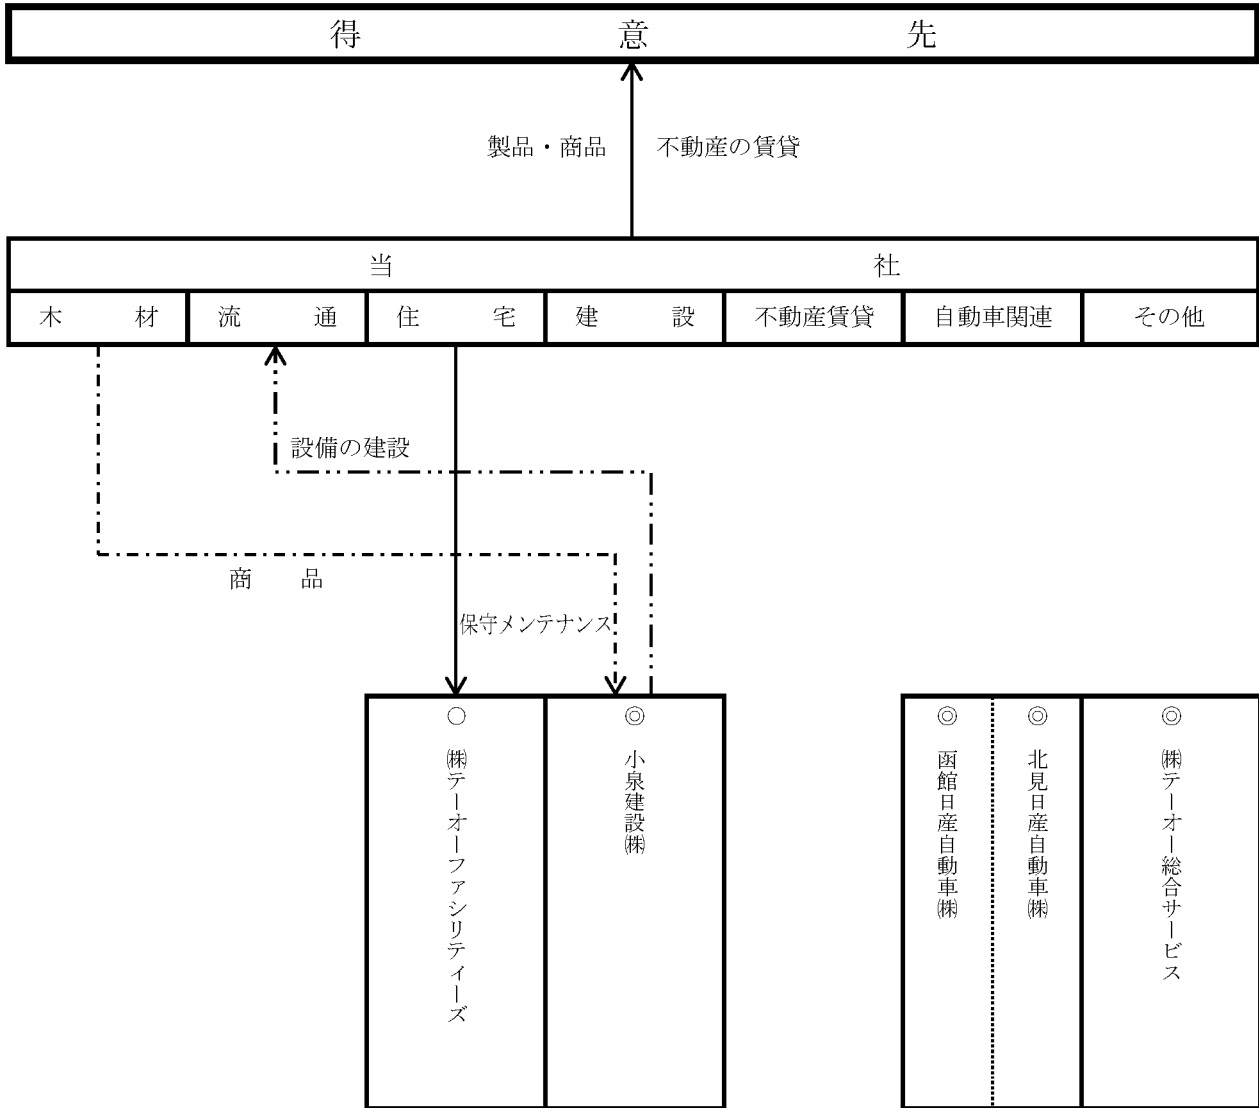 得意先
製品・商品 不動産の賃貸
当社
木材 流通 住宅 建設 不動産賃貸 自動車関連 その他
設備の建設
商品
保守メンテナンス
○ ㈱テーオーファシリティーズ
◎ 小泉建設㈱
◎ 函館日産自動車㈱
◎ 北見日産自動車㈱
◎ ㈱テーオー総合サービス